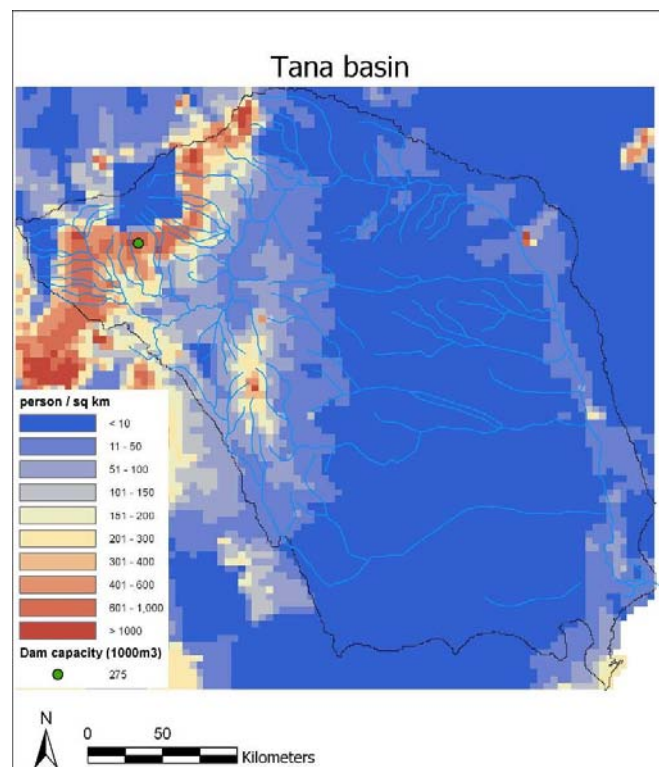 Tana basin
person / sq km
< 10
11 - 50
51 - 100
101 - 150
151 - 200
201 - 300
301 - 400
401 - 600
601 - 1,000
> 1000
Dam capacity (1000m3)
275
N
0 50
Kilometers